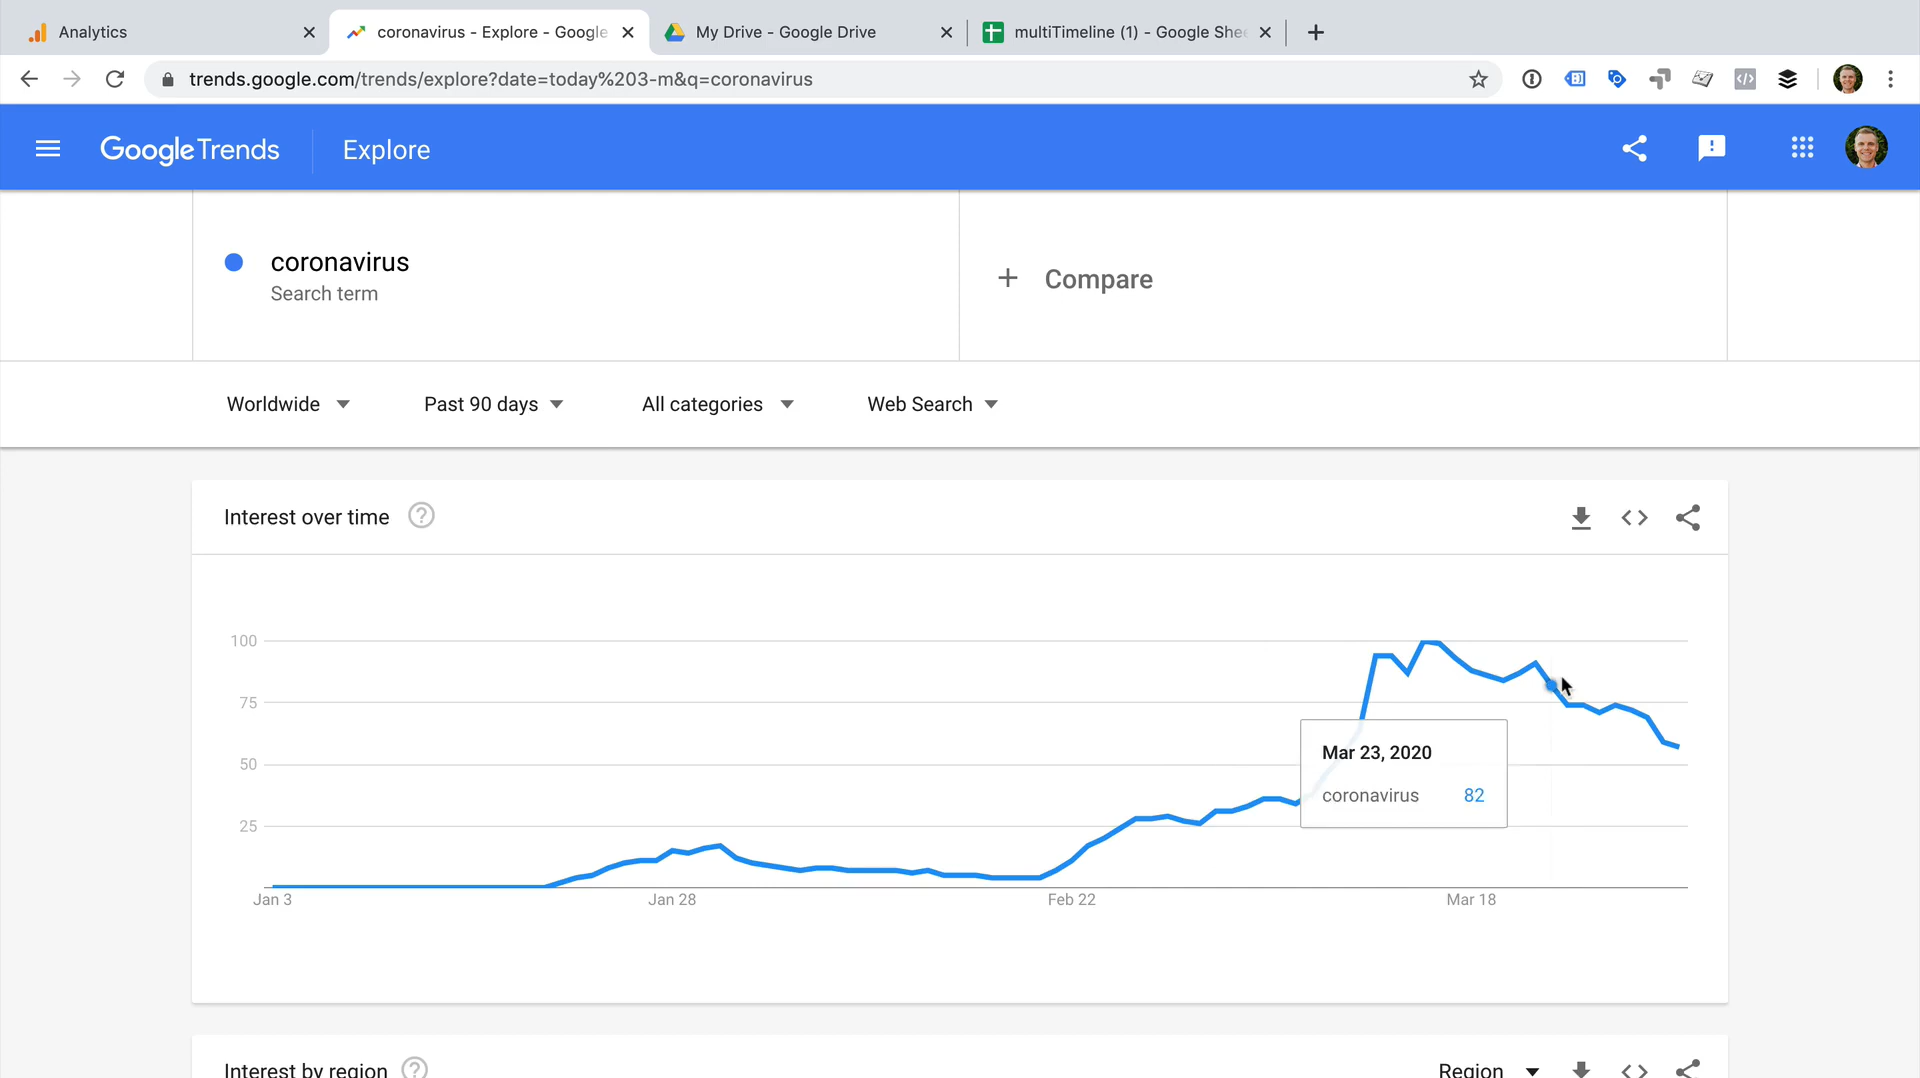 Analytics
coronavirus - Explore - Google
My Drive - Google Drive
multiTimeline (1) - Google Shee
trends.google.com/trends/explore?date=today%203-m&q=coronavirus
Google Trends
Explore
coronavirus
Search term
+ Compare
Worldwide
Past 90 days
All categories
Web Search
Interest over time
100
75
50
25
Mar 23, 2020
coronavirus 82
Jan 3
Jan 28
Feb 22
Mar 18
Interest by region
Region